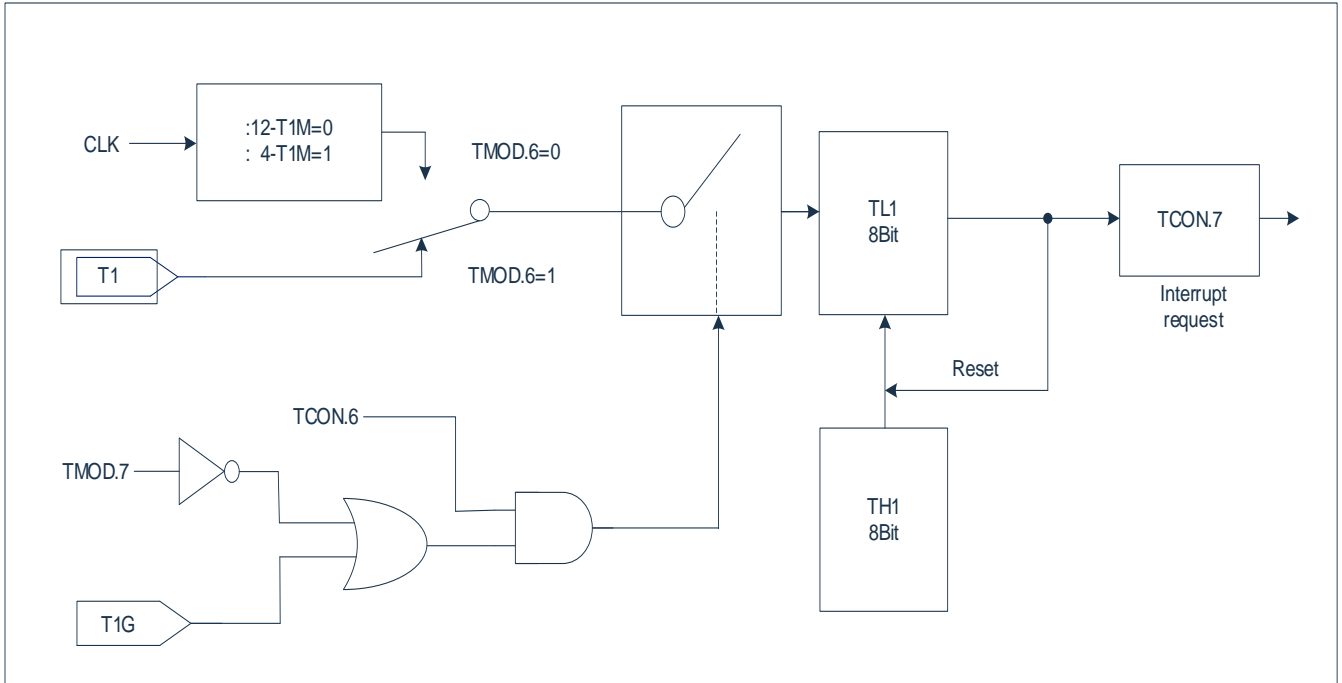 :12-T1M=0
: 4-T1M=1
CLK
TMOD.6=0
T1
TMOD.6=1
TL1
8Bit
TCON.7
Interrupt
request
Reset
TCON.6
TMOD.7
TH1
8Bit
T1G